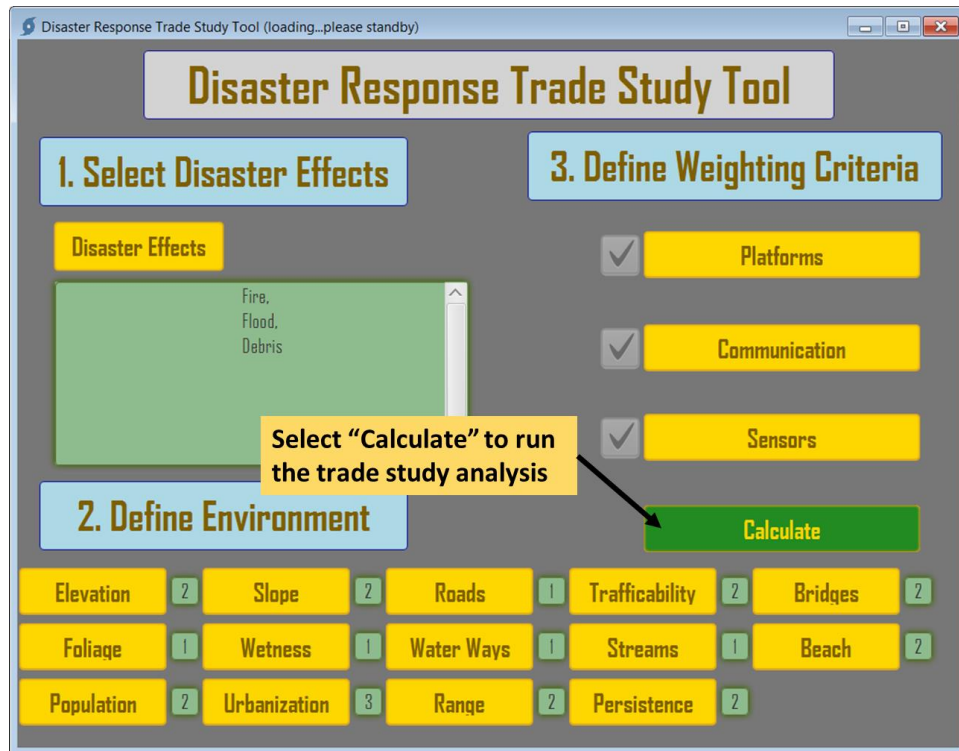 Disaster Response Trade Study Tool (loading...please standby)
Disaster Response Trade Study Tool
1. Select Disaster Effects
Disaster Effects
Fire,
Flood,
Debris
3. Define Weighting Criteria
Platforms
Communication
Sensors
Select “Calculate” to run
the trade study analysis
Calculate
2. Define Environment
Elevation 2 Slope 2 Roads 1 Trafficability 2 Bridges 2
Foliage 1 Wetness 1 Water Ways 1 Streams 1 Beach 2
Population 2 Urbanization 3 Range 2 Persistence 2